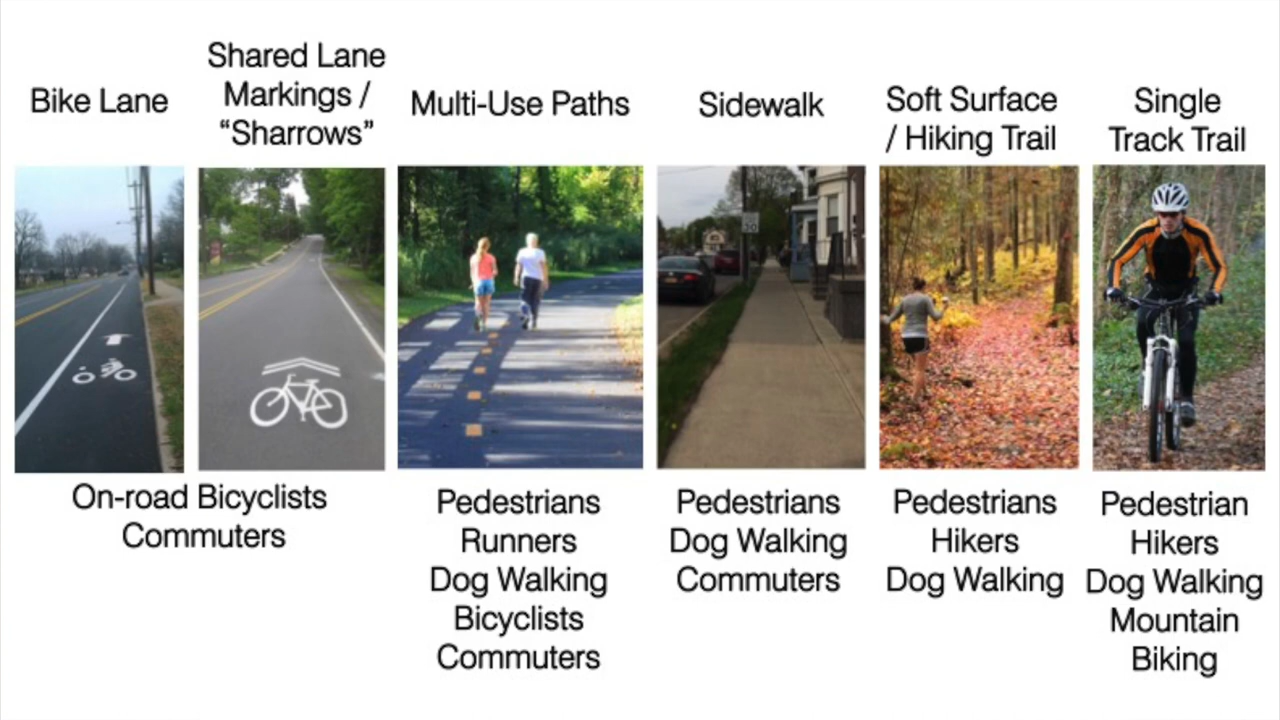 Bike Lane
Shared Lane
Markings /
“Sharrows”
Multi-Use Paths
Sidewalk
Soft Surface
/ Hiking Trail
Single
Track Trail
On-road Bicyclists
Commuters
Pedestrians
Runners
Dog Walking
Bicyclists
Commuters
Pedestrians
Dog Walking
Commuters
Pedestrians
Hikers
Dog Walking
Pedestrian
Hikers
Dog Walking
Mountain
Biking